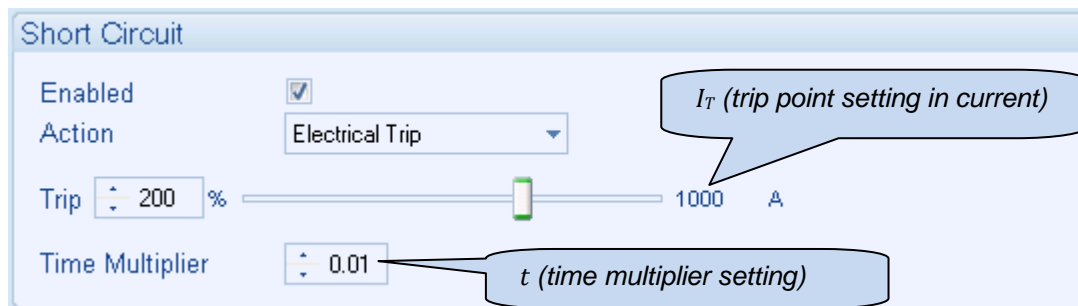 Short Circuit
Enabled
I_T (trip point setting in current)
Action Electrical Trip
Trip 200 % 1000 A
Time Multiplier 0.01
t (time multiplier setting)